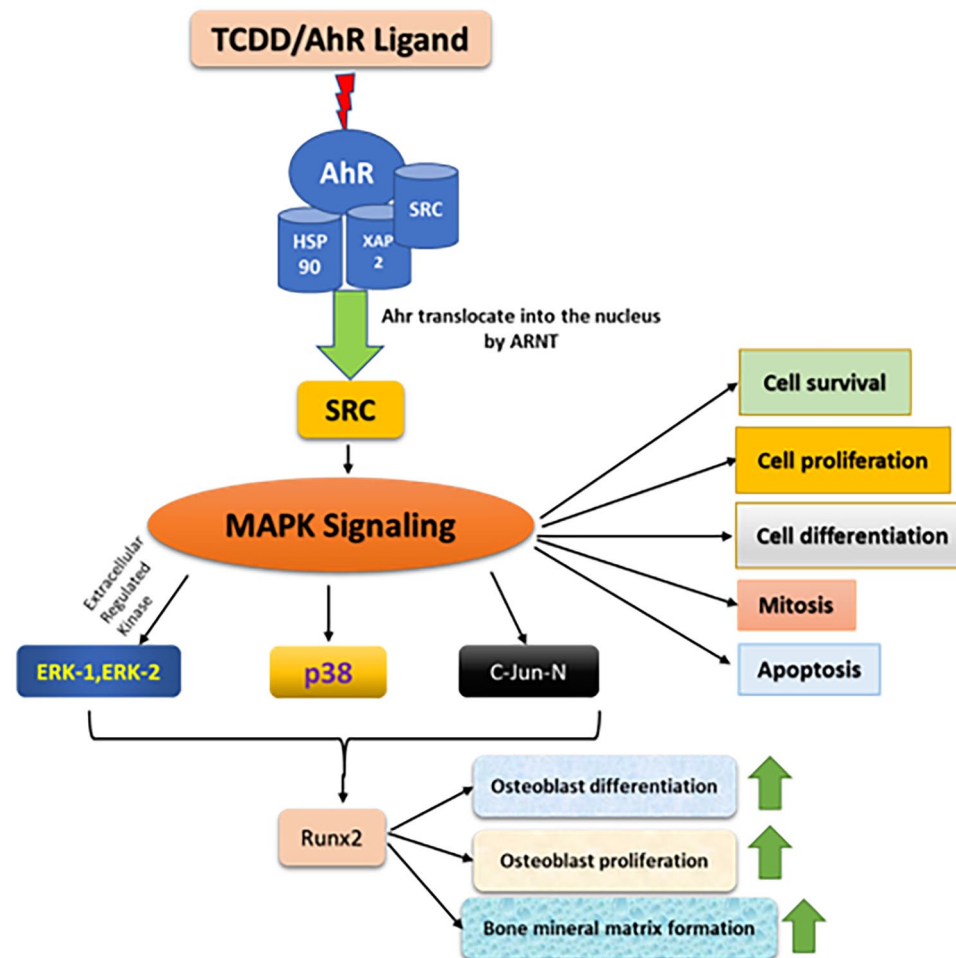 TCDD/AhR Ligand
AhR
SRC
HSP
90
XAP
2
Ahr translocate into the nucleus
by ARNT
SRC
MAPK Signaling
Cell survival
Cell proliferation
Cell differentiation
Mitosis
Apoptosis
Extracellular
Regulated
Kinase
ERK-1,ERK-2
p38
C-Jun-N
Runx2
Osteoblast differentiation
Osteoblast proliferation
Bone mineral matrix formation